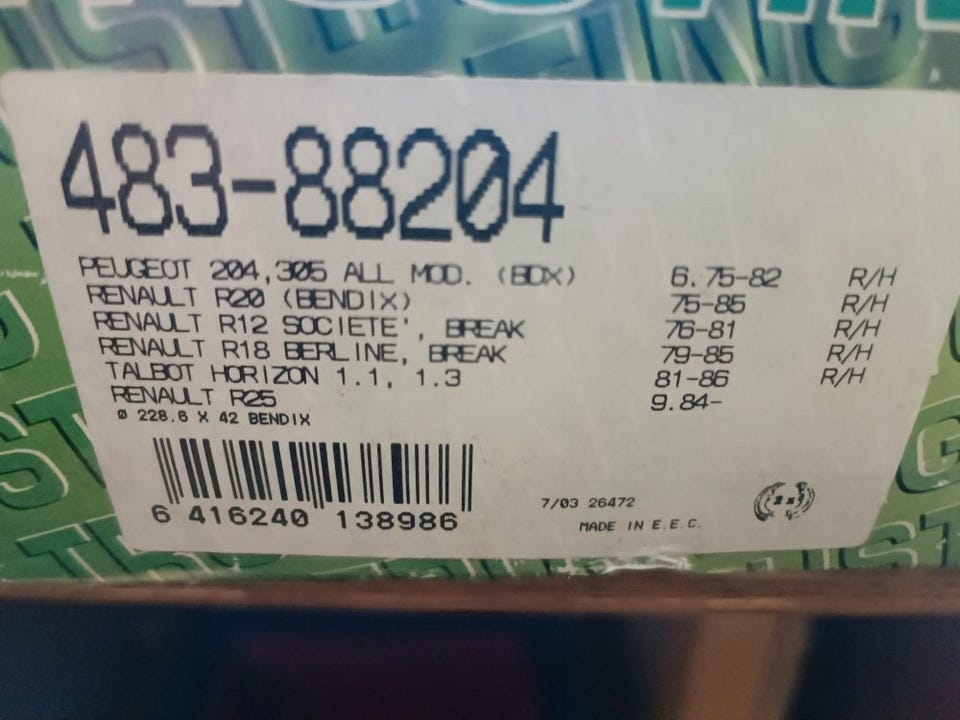 483-88204
PEUGEOT 204,305 ALL MOD. (BDX) 6.75-82 R/H
RENAULT R20 (BENDIX) 75-85 R/H
RENAULT R12 SOCIETE', BREAK 76-81 R/H
RENAULT R18 BERLINE, BREAK 79-85 R/H
TALBOT HORIZON 1.1, 1.3 81-86 R/H
RENAULT R25 9.84-
Ø 228.6 X 42 BENDIX
6 416240 138986
7/03 26472
MADE IN E.E.C.